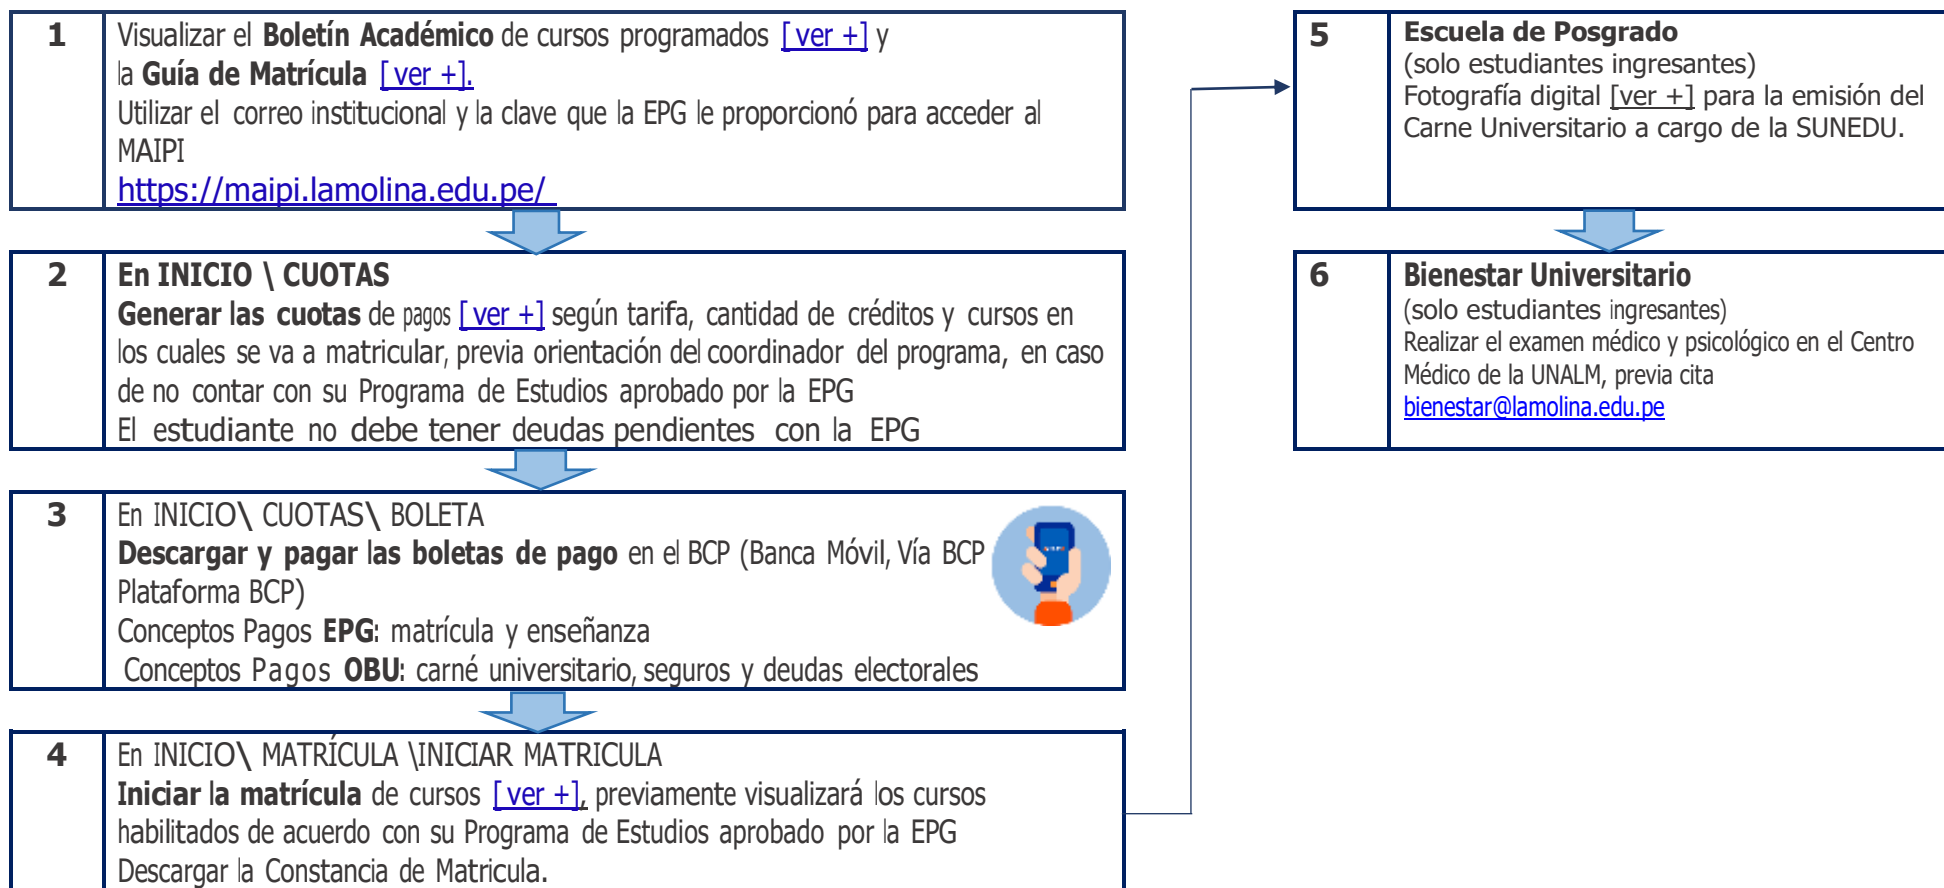 1
Visualizar el Boletín Académico de cursos programados [ ver +] y
la Guía de Matrícula [ ver +].
Utilizar el correo institucional y la clave que la EPG le proporcionó para acceder al
MAIPI
https://maipi.lamolina.edu.pe/
2
En INICIO \ CUOTAS
Generar las cuotas de pagos [ ver +] según tarifa, cantidad de créditos y cursos en
los cuales se va a matricular, previa orientación del coordinador del programa, en caso
de no contar con su Programa de Estudios aprobado por la EPG
El estudiante no debe tener deudas pendientes con la EPG
3
En INICIO\ CUOTAS\ BOLETA
Descargar y pagar las boletas de pago en el BCP (Banca Móvil, Vía BCP
Plataforma BCP)
Conceptos Pagos EPG: matrícula y enseñanza
Conceptos Pagos OBU: carné universitario, seguros y deudas electorales
4
En INICIO\ MATRÍCULA \INICIAR MATRICULA
Iniciar la matrícula de cursos [ ver +], previamente visualizará los cursos
habilitados de acuerdo con su Programa de Estudios aprobado por la EPG
Descargar la Constancia de Matricula.
5
Escuela de Posgrado
(solo estudiantes ingresantes)
Fotografía digital [ver +] para la emisión del
Carne Universitario a cargo de la SUNEDU.
6
Bienestar Universitario
(solo estudiantes ingresantes)
Realizar el examen médico y psicológico en el Centro
Médico de la UNALM, previa cita
bienestar@lamolina.edu.pe